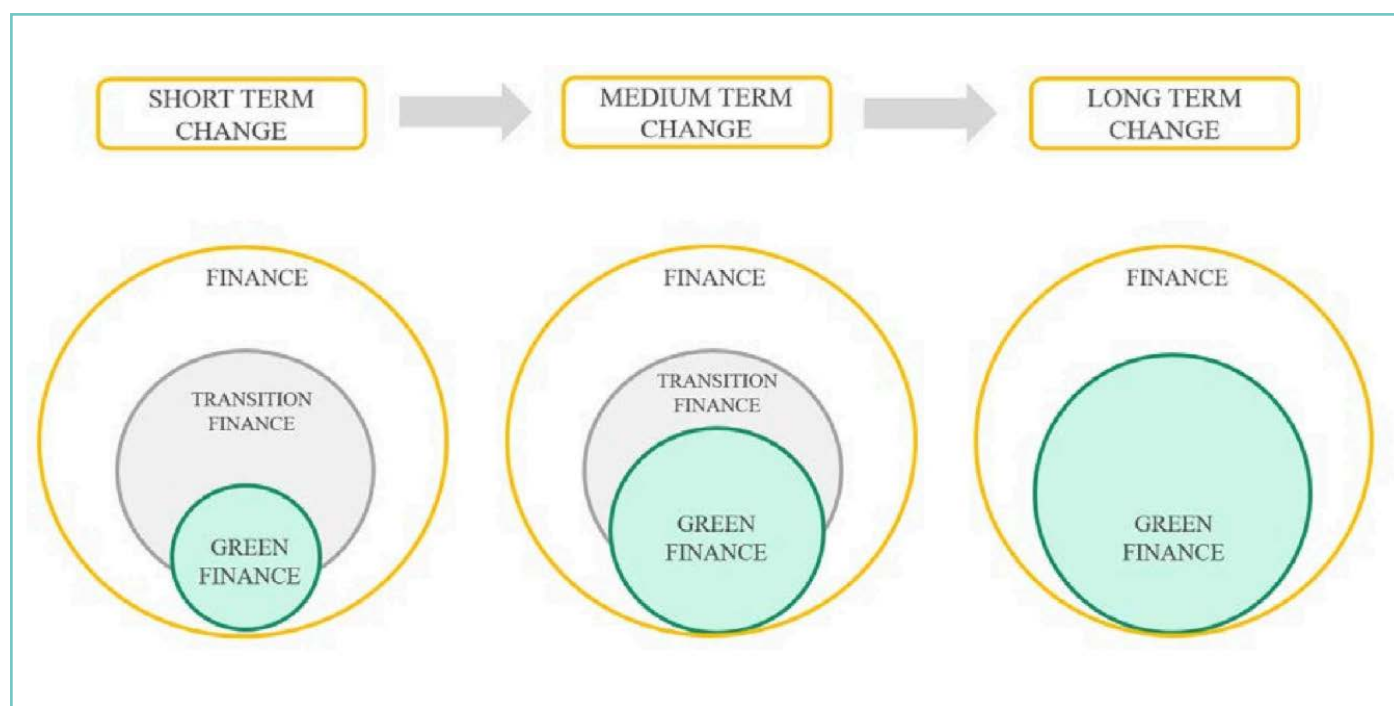 SHORT TERM
CHANGE
MEDIUM TERM
CHANGE
LONG TERM
CHANGE
FINANCE
TRANSITION
FINANCE
GREEN
FINANCE
FINANCE
TRANSITION
FINANCE
GREEN
FINANCE
FINANCE
GREEN
FINANCE